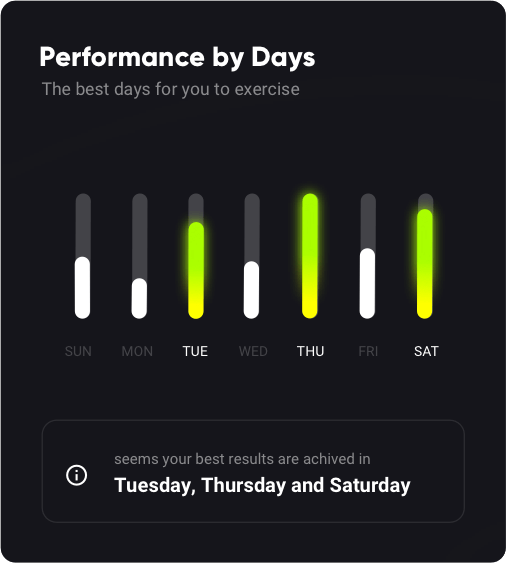 Performance by Days
The best days for you to exercise
SUN MON TUE WED THU FRI SAT
seems your best results are achived in
Tuesday, Thursday and Saturday